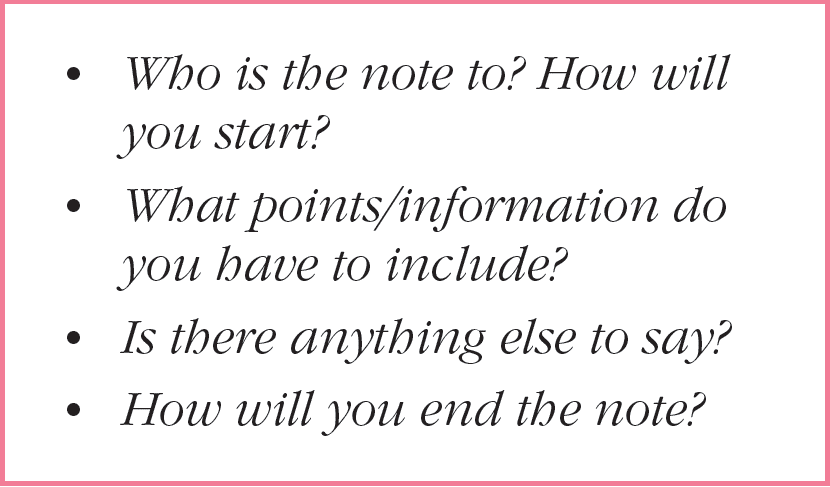 • Who is the note to? How will
you start?
• What points/information do
you have to include?
• Is there anything else to say?
• How will you end the note?